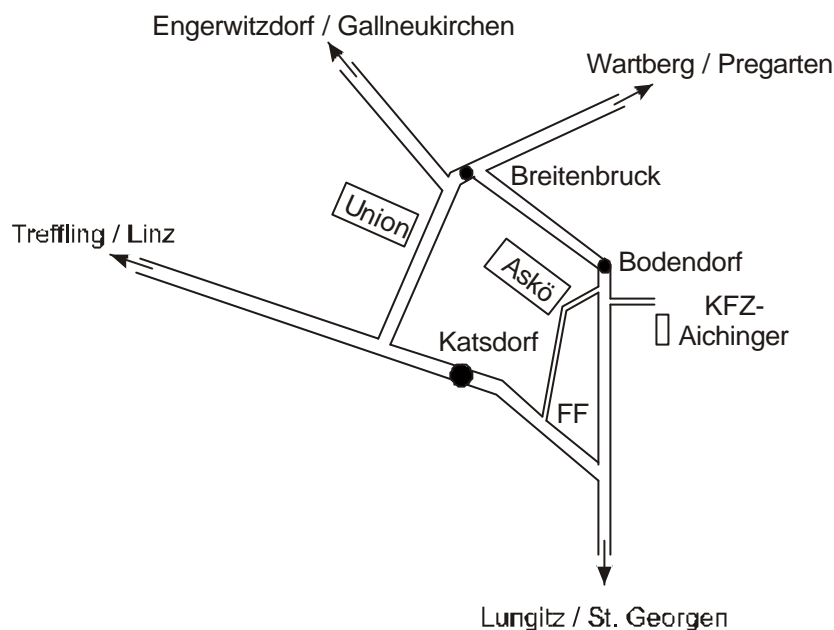 Engerwitzdorf / Gallneukirchen
Wartberg / Pregarten
Breitenbruck
Union
Treffling / Linz
Askö
Bodendorf
KFZ-
Aichinger
Katsdorf
FF
Lungitz / St. Georgen